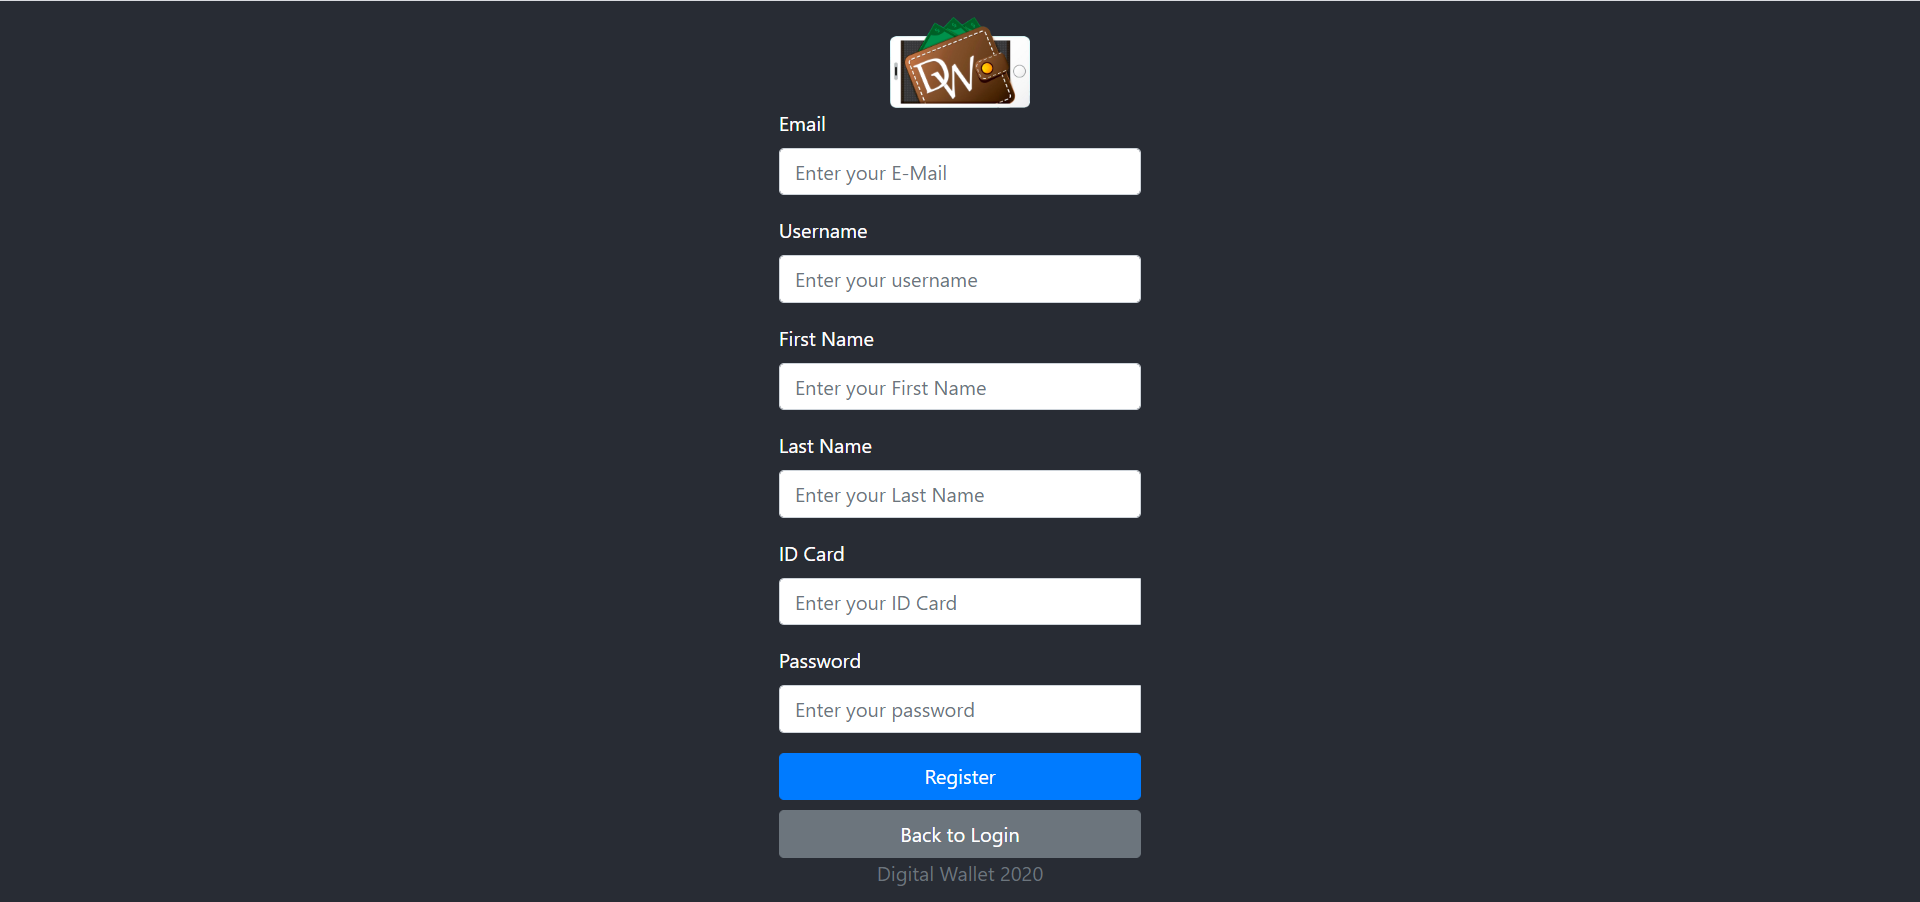 DW
Email
Enter your E-Mail
Username
Enter your username
First Name
Enter your First Name
Last Name
Enter your Last Name
ID Card
Enter your ID Card
Password
Enter your password
Register
Back to Login
Digital Wallet 2020